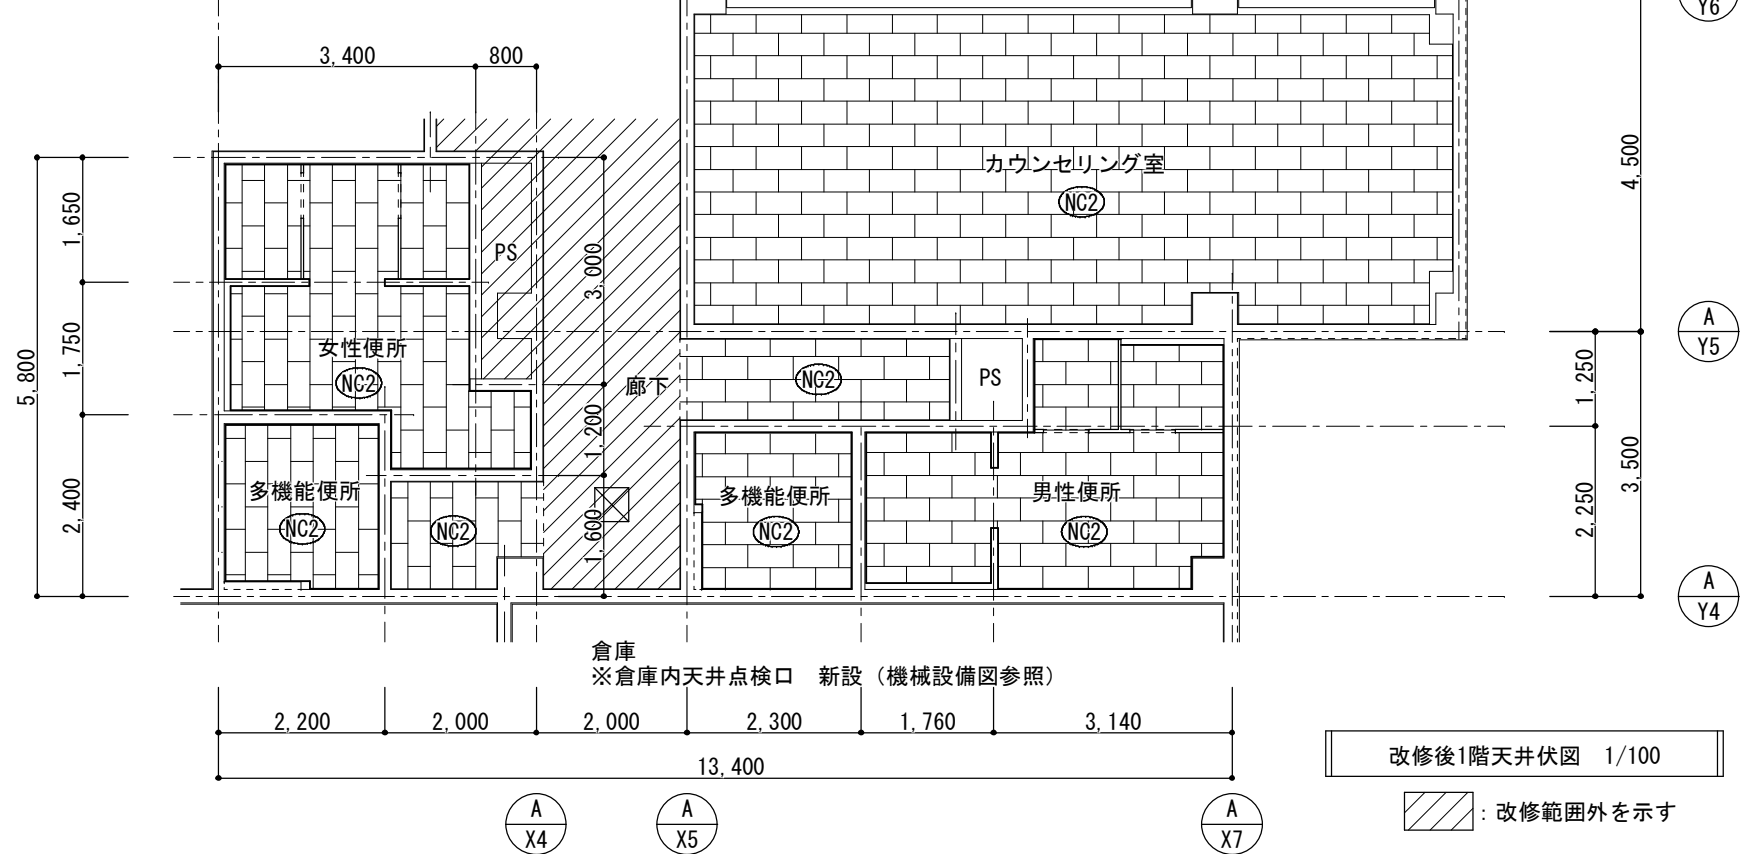 Y6
3,400
800
4,500
カウンセリング室
NC2
1,650
PS
3,000
A
Y5
女性便所
NC2
1,750
5,800
廊下
NC2
PS
1,250
1,200
3,500
多機能便所
NC2
NC2
多機能便所
NC2
男性便所
NC2
2,400
1,600
2,250
A
Y4
倉庫
※倉庫内天井点検口 新設（機械設備図参照）
2,200
2,000
2,000
2,300
1,760
3,140
13,400
改修後1階天井伏図 1/100
A
X4
A
X5
A
X7
：改修範囲外を示す